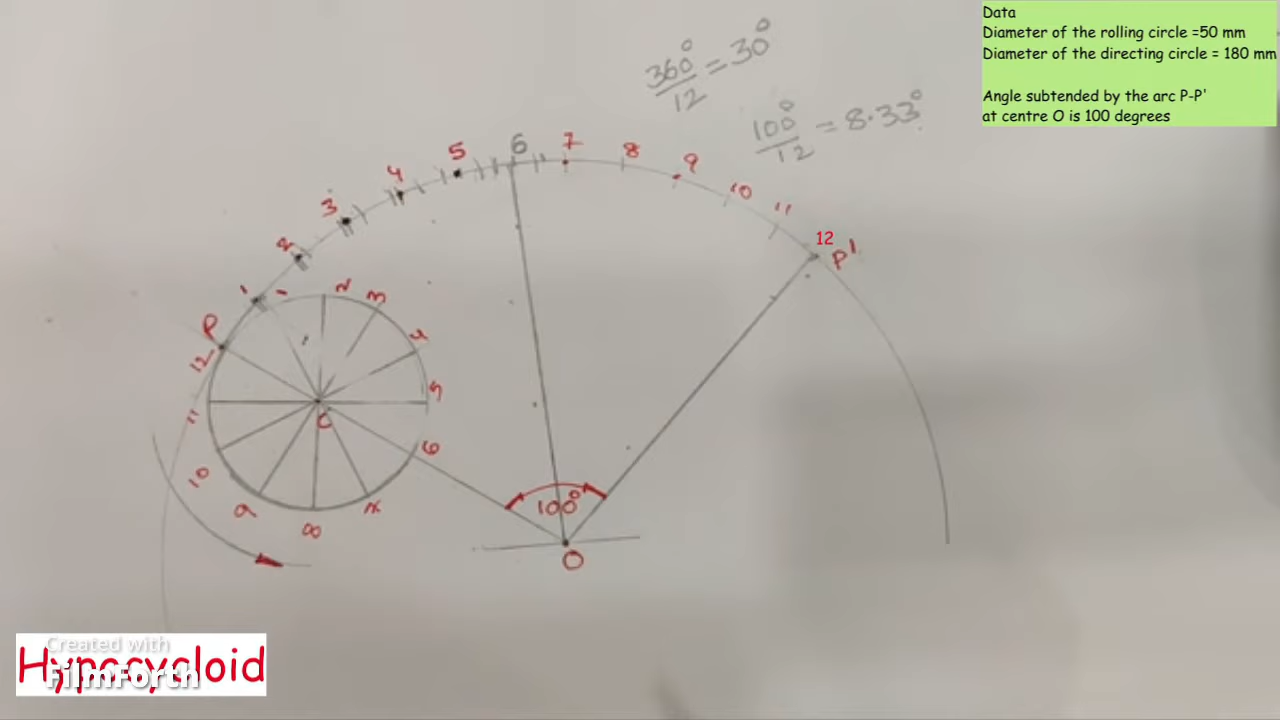 Data
Diameter of the rolling circle =50 mm
Diameter of the directing circle = 180 mm
Angle subtended by the arc P-P'
at centre O is 100 degrees
360°/12 = 30°
100°/12 = 8.33°
P 1 2 3 4 5 6 7 8 9 10 11 12 P'
1 2 3 4 5 6 7 8 9 10 11 12
C
100°
O
Created with
Hypocycloid
FilmForth